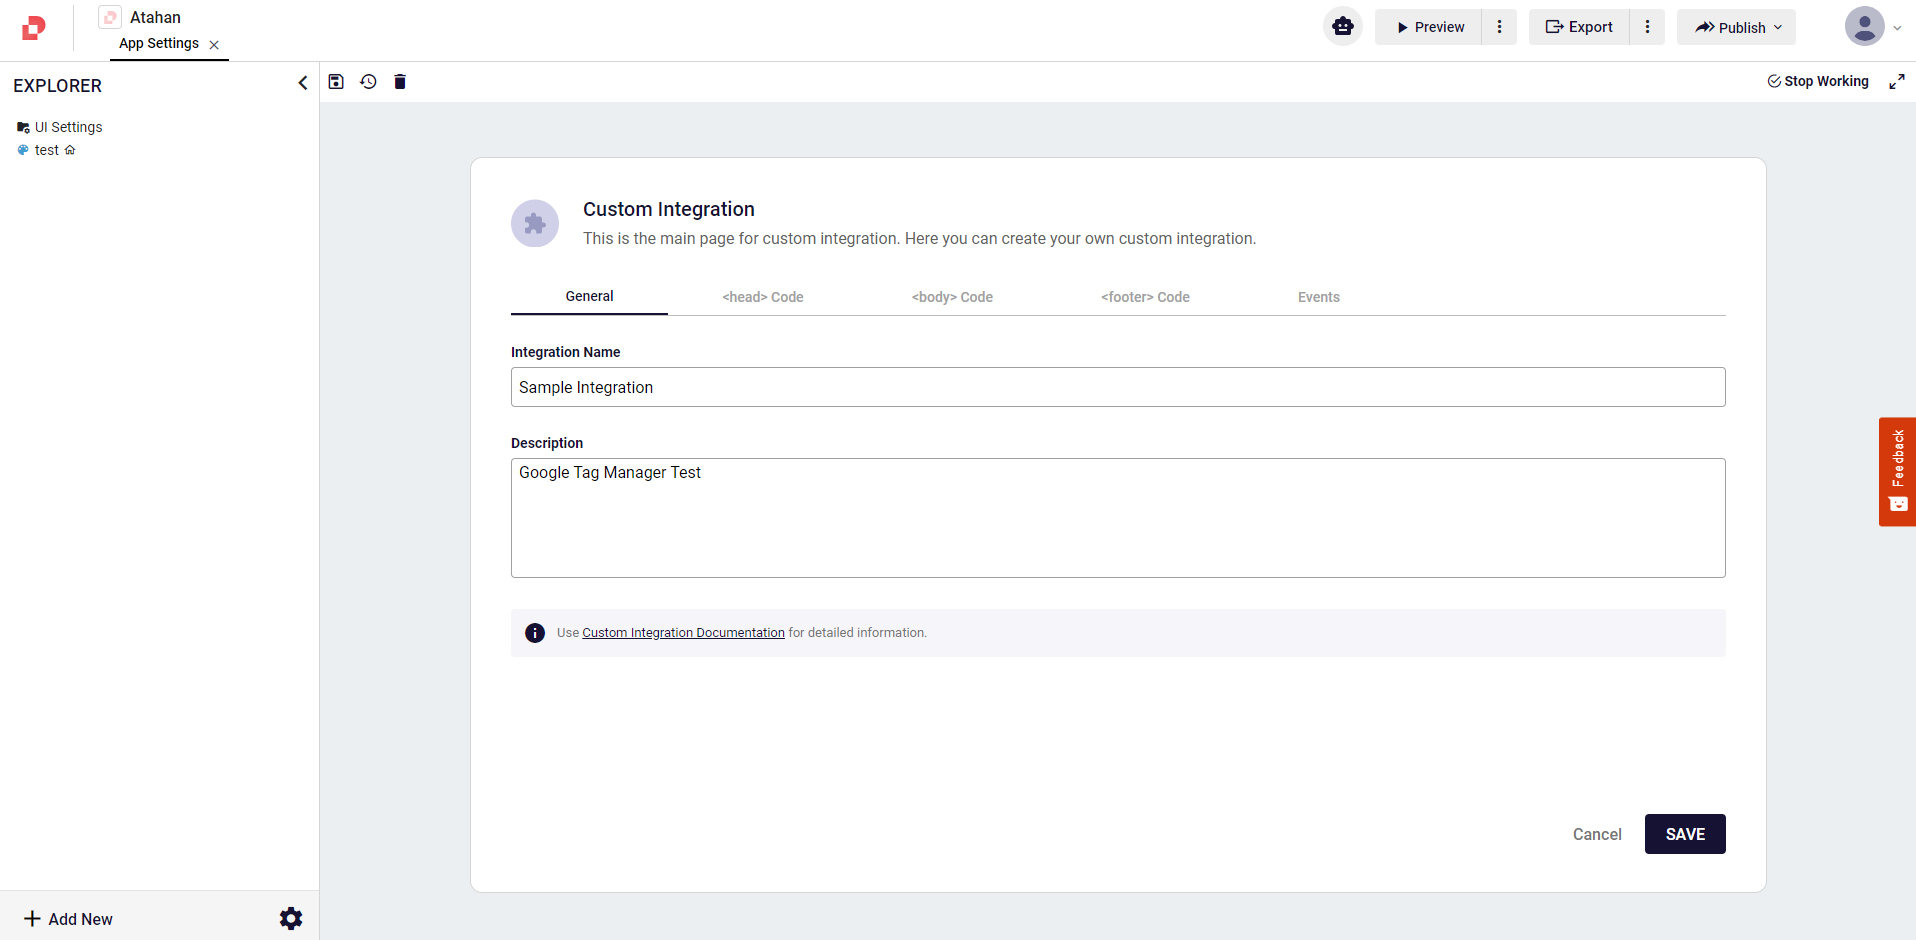 Atahan
App Settings
Preview
Export
Publish
EXPLORER
Stop Working
UI Settings
test
Custom Integration
This is the main page for custom integration. Here you can create your own custom integration.
General
<head> Code
<body> Code
<footer> Code
Events
Integration Name
Sample Integration
Description
Google Tag Manager Test
Feedback
Use Custom Integration Documentation for detailed information.
Cancel
SAVE
Add New